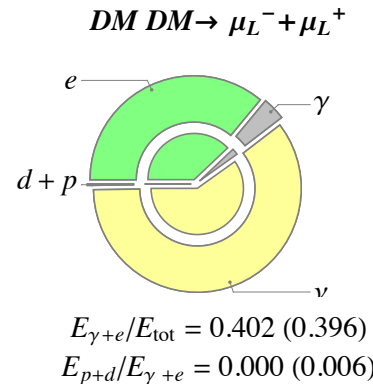 DM DM→ μL⁻+μL⁺
e
γ
d + p
ν
Eγ+e/Etot = 0.402 (0.396)
Ep+d/Eγ +e = 0.000 (0.006)